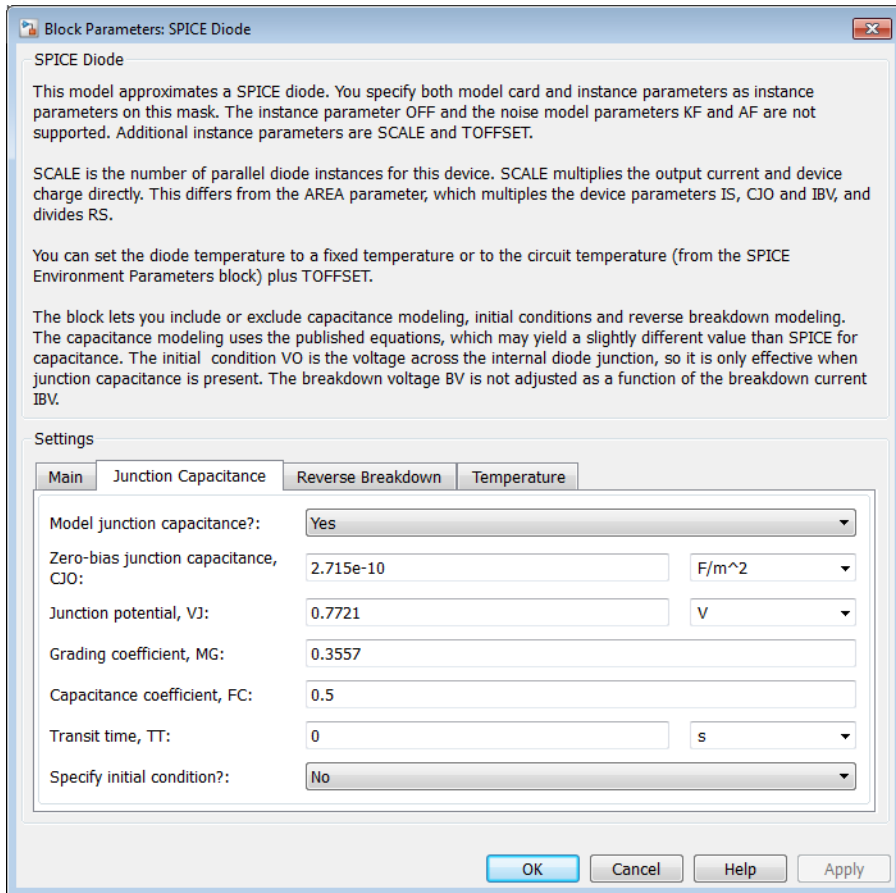 Block Parameters: SPICE Diode
SPICE Diode
This model approximates a SPICE diode. You specify both model card and instance parameters as instance
parameters on this mask. The instance parameter OFF and the noise model parameters KF and AF are not
supported. Additional instance parameters are SCALE and TOFFSET.
SCALE is the number of parallel diode instances for this device. SCALE multiplies the output current and device
charge directly. This differs from the AREA parameter, which multiples the device parameters IS, CJO and IBV, and
divides RS.
You can set the diode temperature to a fixed temperature or to the circuit temperature (from the SPICE
Environment Parameters block) plus TOFFSET.
The block lets you include or exclude capacitance modeling, initial conditions and reverse breakdown modeling.
The capacitance modeling uses the published equations, which may yield a slightly different value than SPICE for
capacitance. The initial  condition VO is the voltage across the internal diode junction, so it is only effective when
junction capacitance is present. The breakdown voltage BV is not adjusted as a function of the breakdown current
IBV.
Settings
Main Junction Capacitance Reverse Breakdown Temperature
Model junction capacitance?: Yes
Zero-bias junction capacitance,
CJO: 2.715e-10 F/m^2
Junction potential, VJ: 0.7721 V
Grading coefficient, MG: 0.3557
Capacitance coefficient, FC: 0.5
Transit time, TT: 0 s
Specify initial condition?: No
OK Cancel Help Apply